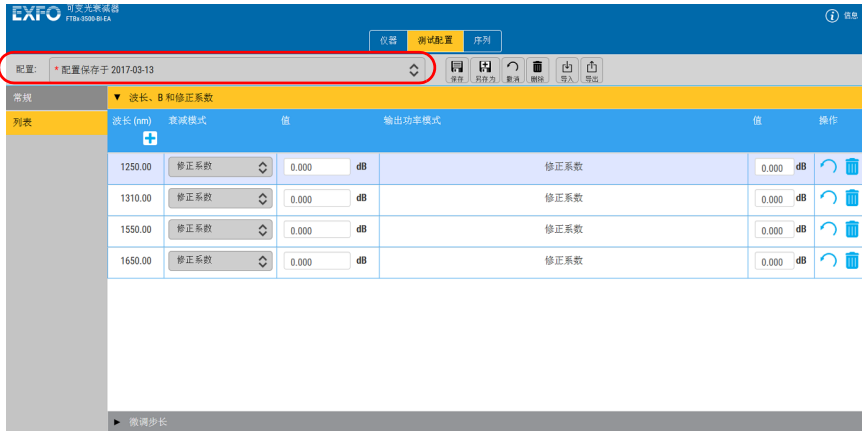 EXFO 可变光衰减器
FTBx-3500-BI-EA
信息
仪器 测试配置 序列
配置: * 配置保存于 2017-03-13
保存 另存为 取消 删除 导入 导出
常规
列表
▼ 波长、B 和修正系数
波长 (nm) 衰减模式 值 输出功率模式 值 操作
1250.00 修正系数 0.000 dB 修正系数 0.000 dB
1310.00 修正系数 0.000 dB 修正系数 0.000 dB
1550.00 修正系数 0.000 dB 修正系数 0.000 dB
1650.00 修正系数 0.000 dB 修正系数 0.000 dB
► 微调步长